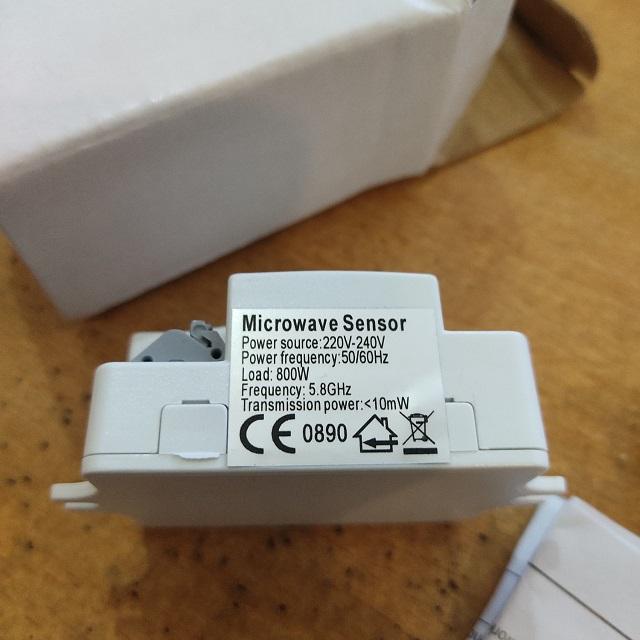 Microwave Sensor
Power source:220V-240V
Power frequency:50/60Hz
Load: 800W
Frequency: 5.8GHz
Transmission power:<10mW
CE 0890